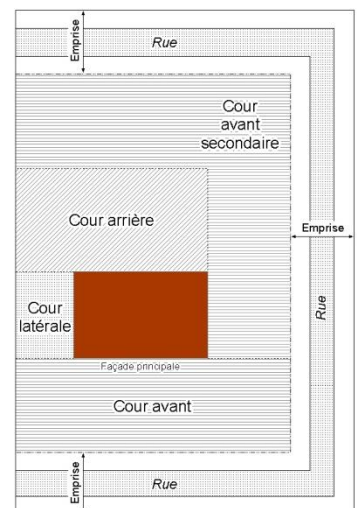 Emprise
Rue
Cour
avant
secondaire
Cour arrière
Emprise
Cour
latérale
Rue
Façade principale
Cour avant
Emprise
Rue